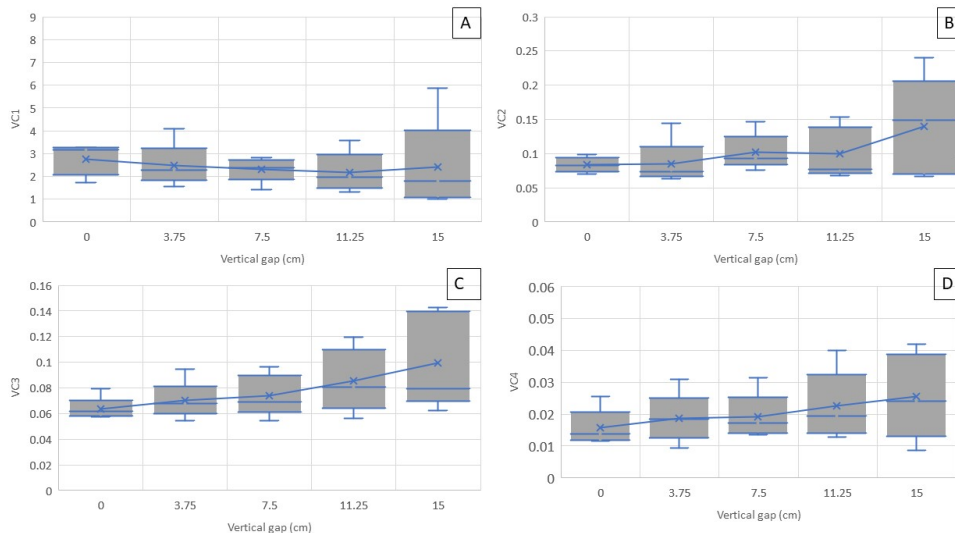 A
9
8
7
6
5
4
3
2
1
0
VC1
0 3.75 7.5 11.25 15
Vertical gap (cm)
B
0.3
0.25
0.2
0.15
0.1
0.05
0
VC2
0 3.75 7.5 11.25 15
Vertical gap (cm)
C
0.16
0.14
0.12
0.1
0.08
0.06
0.04
0.02
0
VC3
0 3.75 7.5 11.25 15
Vertical gap (cm)
D
0.06
0.05
0.04
0.03
0.02
0.01
0
VC4
0 3.75 7.5 11.25 15
Vertical gap (cm)